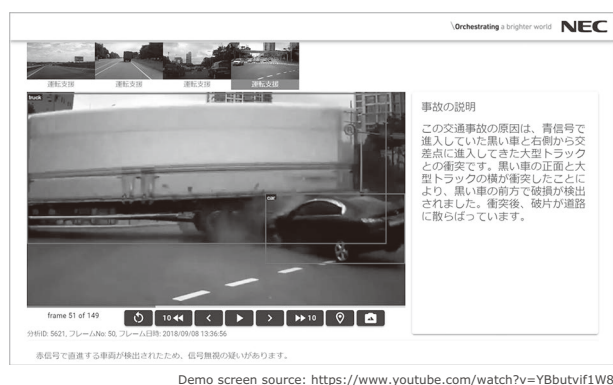 \Orchestrating a brighter world NEC
運転支援 運転支援 運転支援 運転支援
truck
car
事故の説明
この交通事故の原因は、青信号で
進入していた黒い車と右側から交
差点に進入してきた大型トラック
との衝突です。黒い車の正面と大
型トラックの横が衝突したことに
より、黒い車の前方で破損が検出
されました。衝突後、破片が道路
に散らばっています。
frame 51 of 149
10
10
分析ID: 5621, フレームNo: 50, フレーム日時: 2018/09/08 13:36:56
赤信号で直進する車両が検出されたため、信号無視の疑いがあります。
Demo screen source: https://www.youtube.com/watch?v=YBbutvif1W8